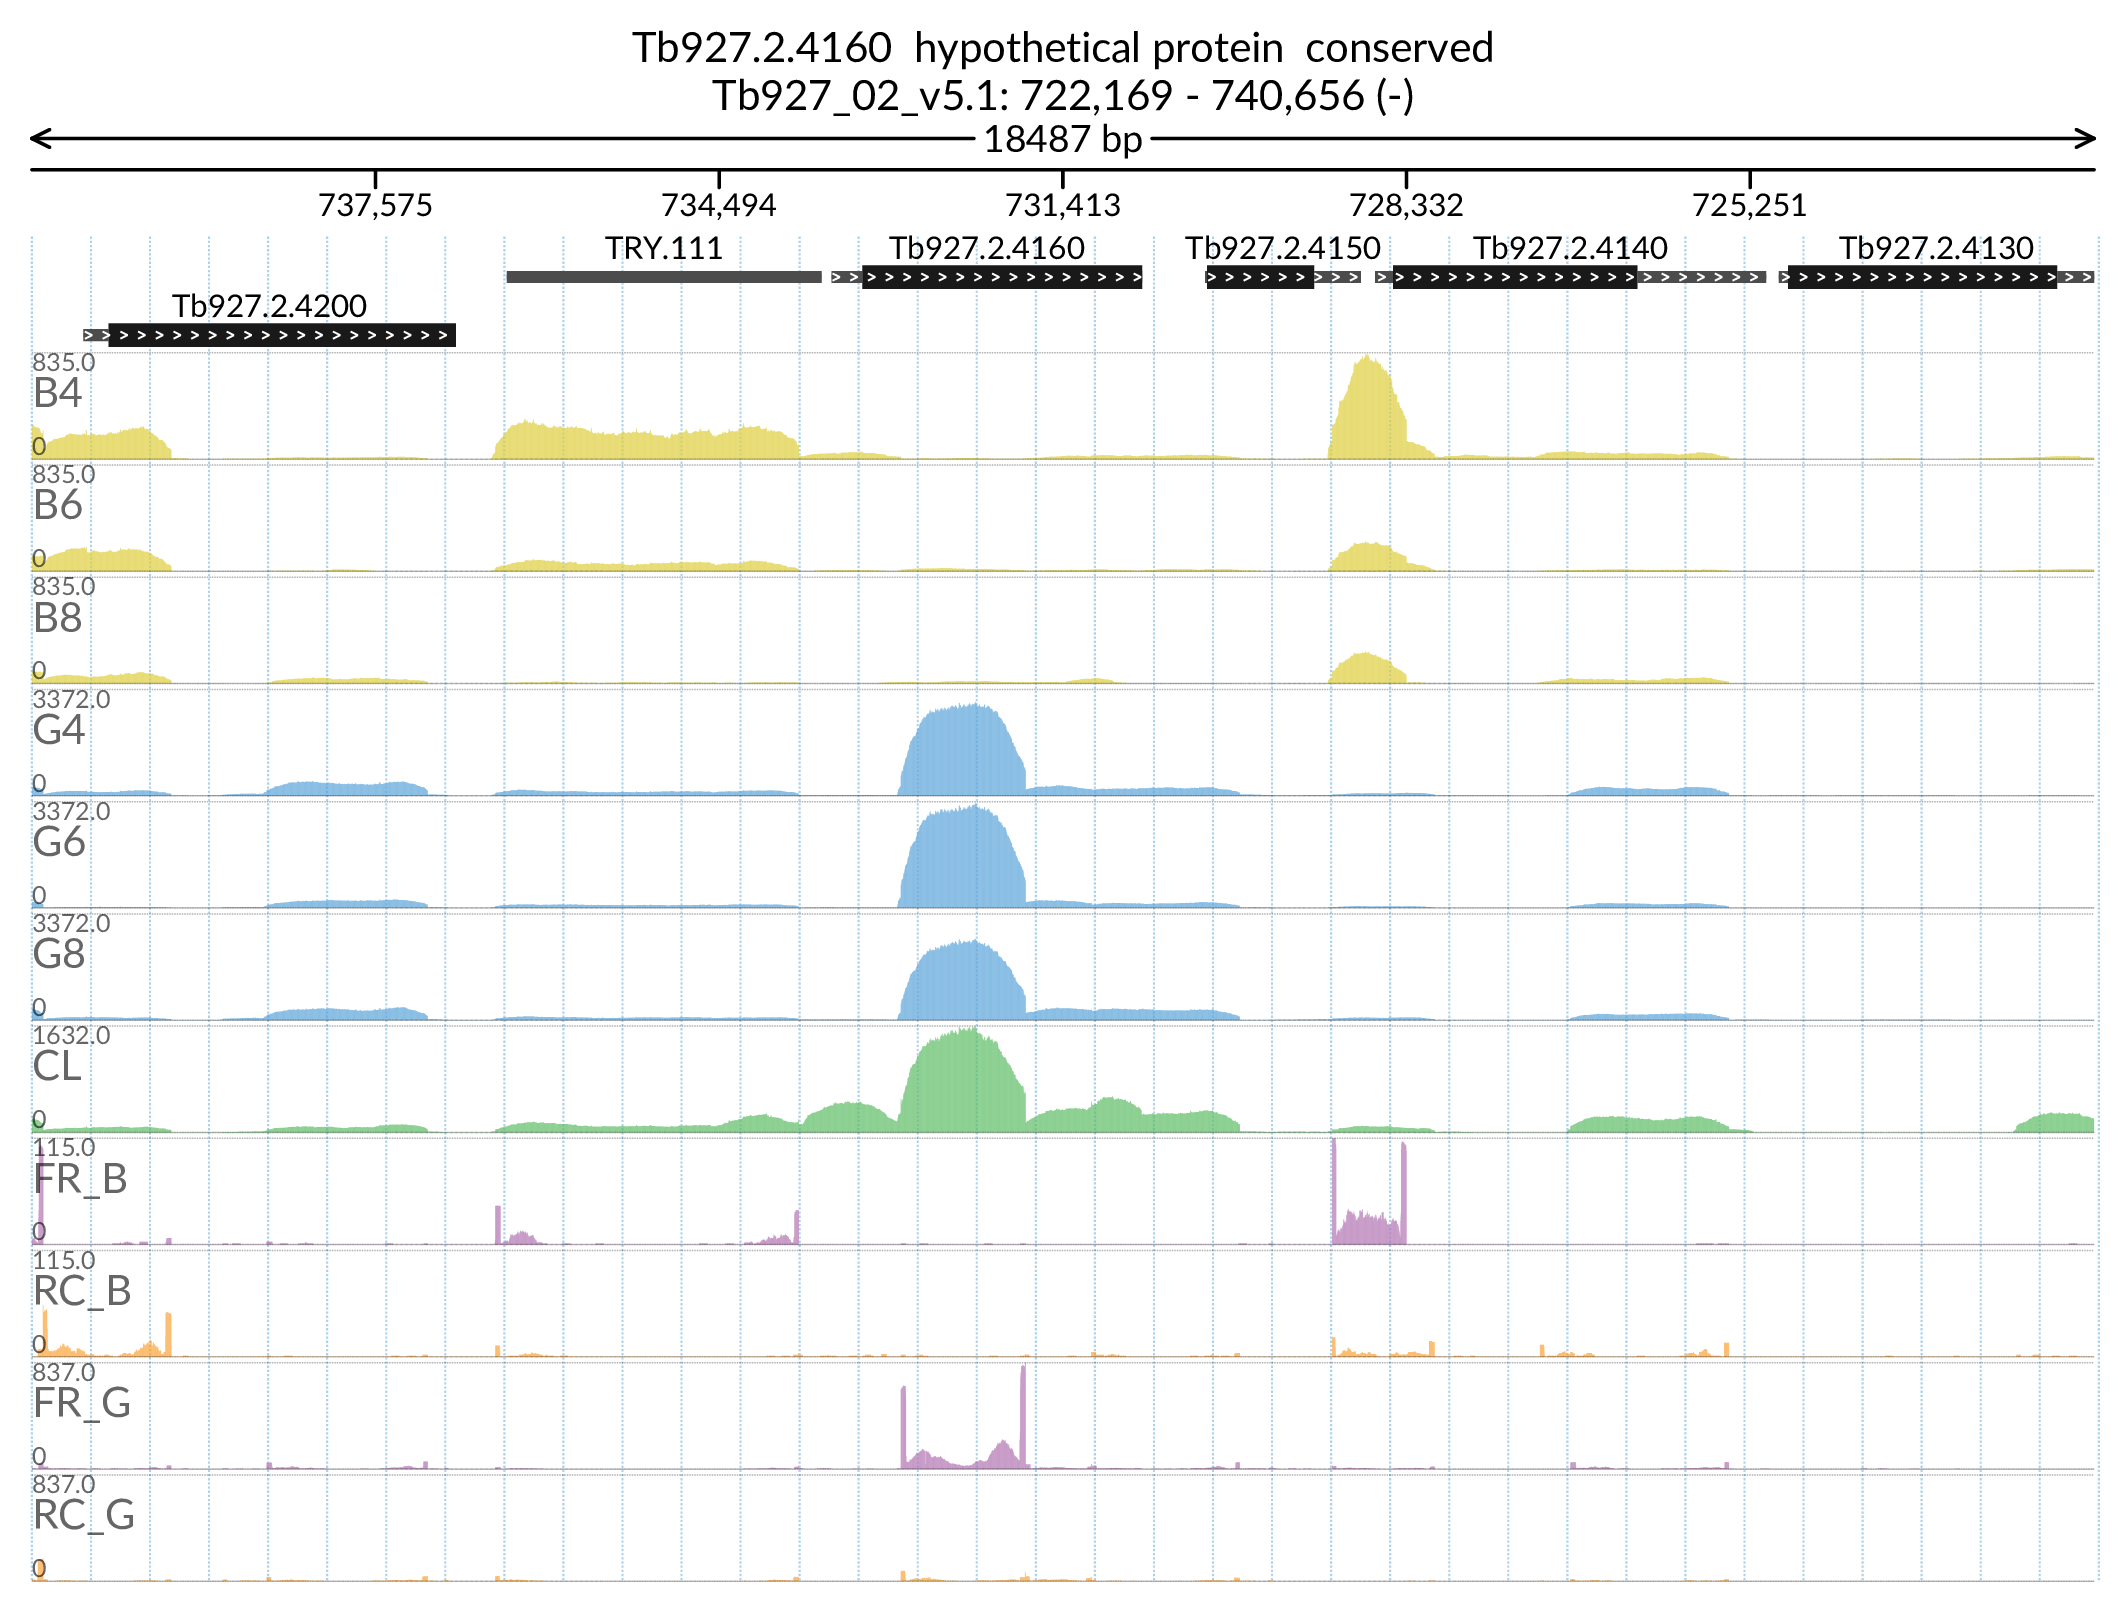 Tb927.2.4160  hypothetical protein  conserved
Tb927_02_v5.1: 722,169 - 740,656 (-)
18487 bp
737,575 734,494 731,413 728,332 725,251
TRY.111 Tb927.2.4160 Tb927.2.4150 Tb927.2.4140 Tb927.2.4130
Tb927.2.4200
835.0
B4
0
835.0
B6
0
835.0
B8
0
3372.0
G4
0
3372.0
G6
0
3372.0
G8
0
1632.0
CL
0
115.0
FR_B
0
115.0
RC_B
0
837.0
FR_G
0
837.0
RC_G
0